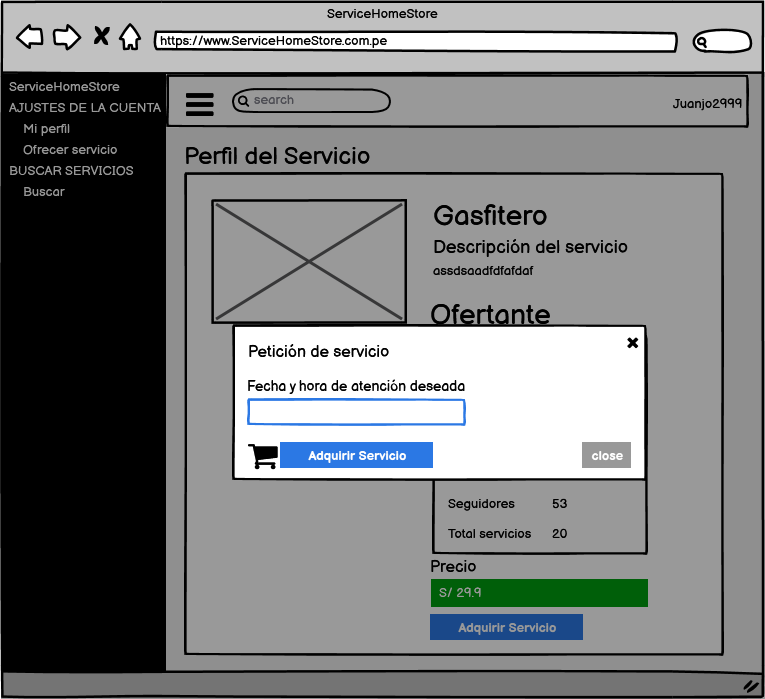 ServiceHomeStore
https://www.ServiceHomeStore.com.pe
ServiceHomeStore
AJUSTES DE LA CUENTA
Mi perfil
Ofrecer servicio
BUSCAR SERVICIOS
Buscar
search
Juanjo2999
Perfil del Servicio
Gasfitero
Descripción del servicio
assdsaadfdfafdaf
Ofertante
Petición de servicio
Fecha y hora de atención deseada
Adquirir Servicio
close
Seguidores 53
Total servicios 20
Precio
S/ 29.9
Adquirir Servicio